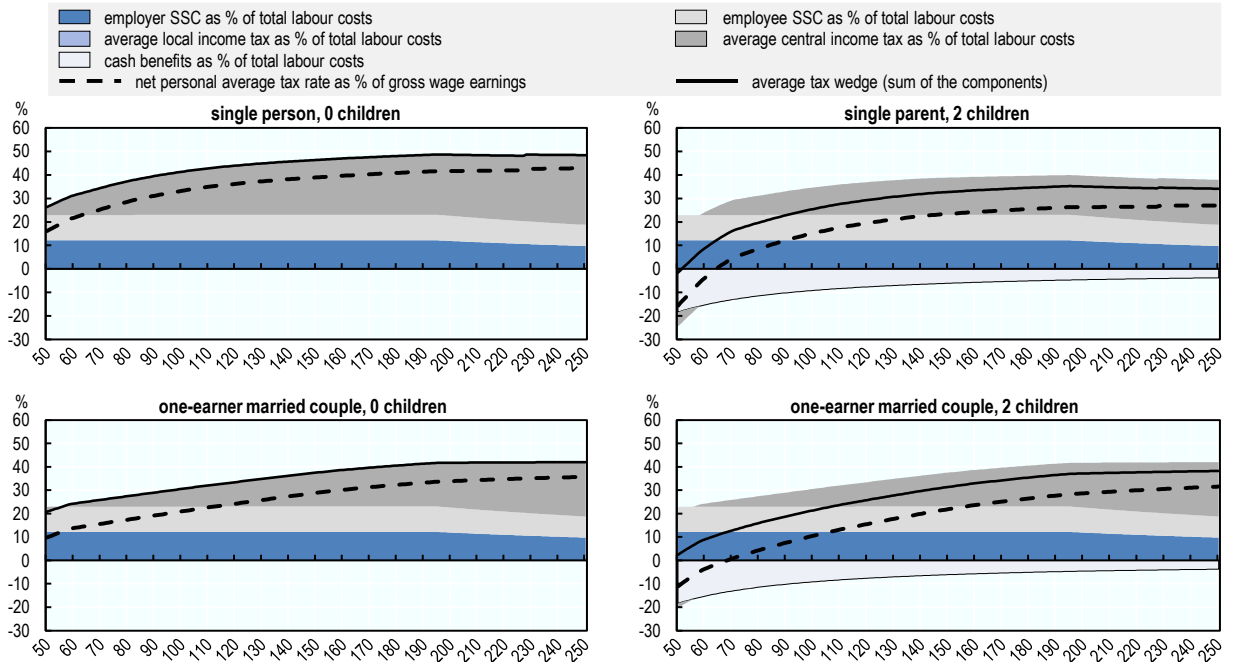 employer SSC as % of total labour costs
employee SSC as % of total labour costs
average local income tax as % of total labour costs
average central income tax as % of total labour costs
cash benefits as % of total labour costs
net personal average tax rate as % of gross wage earnings
average tax wedge (sum of the components)
%
single person, 0 children
60
50
40
30
20
10
0
-10
-20
-30
50 60 70 80 90 100 110 120 130 140 150 160 170 180 190 200 210 220 230 240 250
%
single parent, 2 children
60
50
40
30
20
10
0
-10
-20
-30
50 60 70 80 90 100 110 120 130 140 150 160 170 180 190 200 210 220 230 240 250
%
one-earner married couple, 0 children
60
50
40
30
20
10
0
-10
-20
-30
50 60 70 80 90 100 110 120 130 140 150 160 170 180 190 200 210 220 230 240 250
%
one-earner married couple, 2 children
60
50
40
30
20
10
0
-10
-20
-30
50 60 70 80 90 100 110 120 130 140 150 160 170 180 190 200 210 220 230 240 250